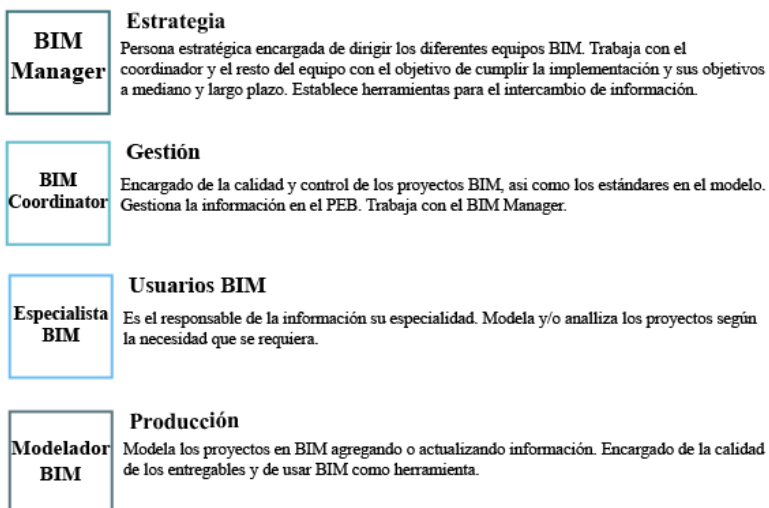 BIM
Manager
Estrategia
Persona estratégica encargada de dirigir los diferentes equipos BIM. Trabaja con el
coordinador y el resto del equipo con el objetivo de cumplir la implementación y sus objetivos
a mediano y largo plazo. Establece herramientas para el intercambio de información.
BIM
Coordinator
Gestión
Encargado de la calidad y control de los proyectos BIM, asi como los estándares en el modelo.
Gestiona la información en el PEB. Trabaja con el BIM Manager.
Especialista
BIM
Usuarios BIM
Es el responsable de la información su especialidad. Modela y/o analliza los proyectos según
la necesidad que se requiera.
Modelador
BIM
Producción
Modela los proyectos en BIM agregando o actualizando información. Encargado de la calidad
de los entregables y de usar BIM como herramienta.